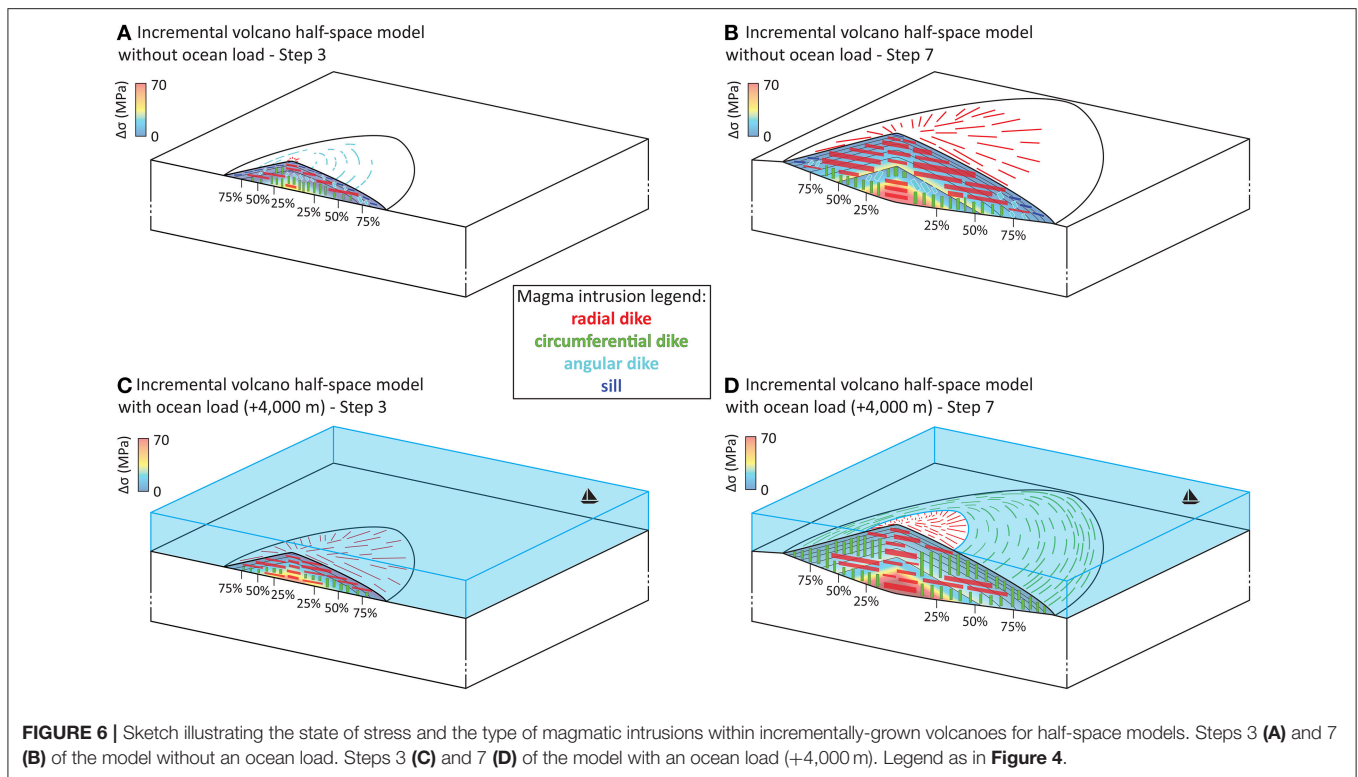 A Incremental volcano half-space model
without ocean load - Step 3
Δσ (MPa)
70
0
75%
50%
25%
25%
50%
75%
B Incremental volcano half-space model
without ocean load - Step 7
Δσ (MPa)
70
0
75%
50%
25%
25%
50%
75%
Magma intrusion legend:
radial dike
circumferential dike
angular dike
sill
C Incremental volcano half-space model
with ocean load (+4,000 m) - Step 3
Δσ (MPa)
70
0
75%
50%
25%
25%
50%
75%
D Incremental volcano half-space model
with ocean load (+4,000 m) - Step 7
Δσ (MPa)
70
0
75%
50%
25%
25%
50%
75%
FIGURE 6 | Sketch illustrating the state of stress and the type of magmatic intrusions within incrementally-grown volcanoes for half-space models. Steps 3 (A) and 7
(B) of the model without an ocean load. Steps 3 (C) and 7 (D) of the model with an ocean load (+4,000 m). Legend as in Figure 4.